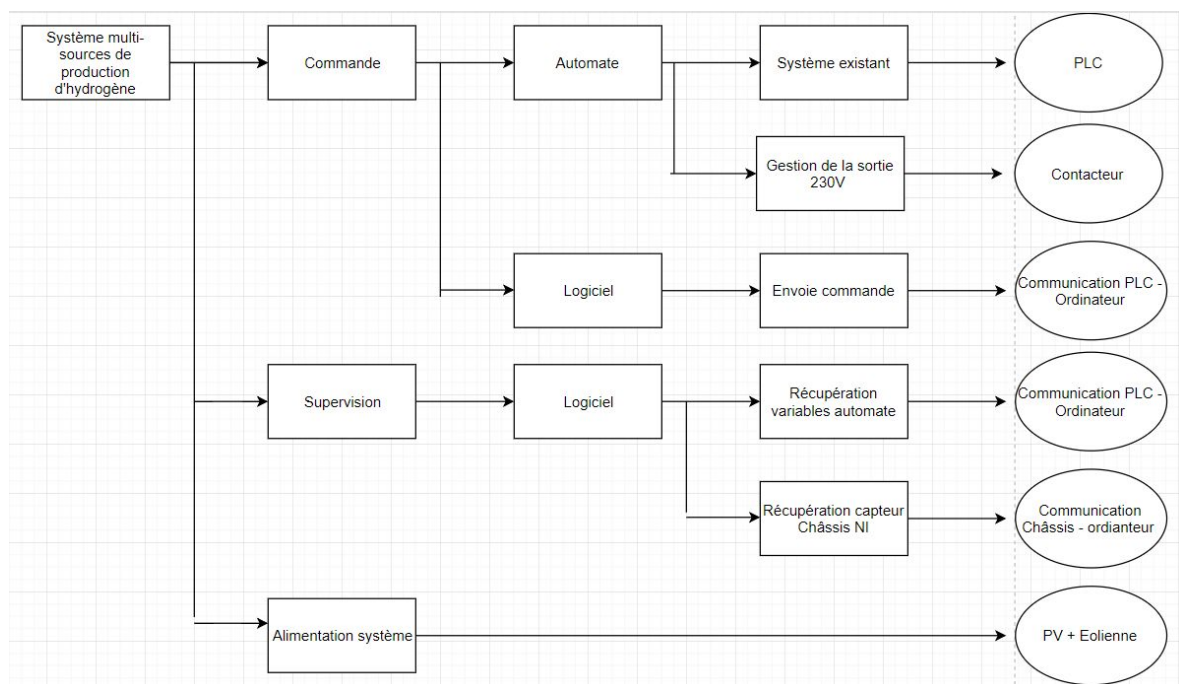 Système multi-
sources de
production
d'hydrogène
Commande
Automate
Système existant
PLC
Gestion de la sortie
230V
Contacteur
Logiciel
Envoie commande
Communication PLC -
Ordinateur
Supervision
Logiciel
Récupération
variables automate
Communication PLC -
Ordinateur
Récupération capteur
Châssis NI
Communication
Châssis - ordianteur
Alimentation système
PV + Eolienne